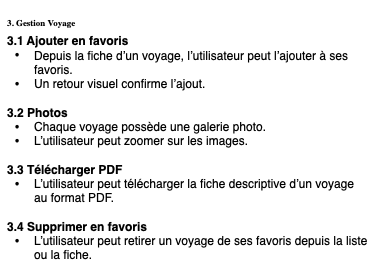 3. Gestion Voyage
3.1 Ajouter en favoris
• Depuis la fiche d’un voyage, l’utilisateur peut l’ajouter à ses
favoris.
• Un retour visuel confirme l’ajout.
3.2 Photos
• Chaque voyage possède une galerie photo.
• L’utilisateur peut zoomer sur les images.
3.3 Télécharger PDF
• L’utilisateur peut télécharger la fiche descriptive d’un voyage
au format PDF.
3.4 Supprimer en favoris
• L’utilisateur peut retirer un voyage de ses favoris depuis la liste
ou la fiche.